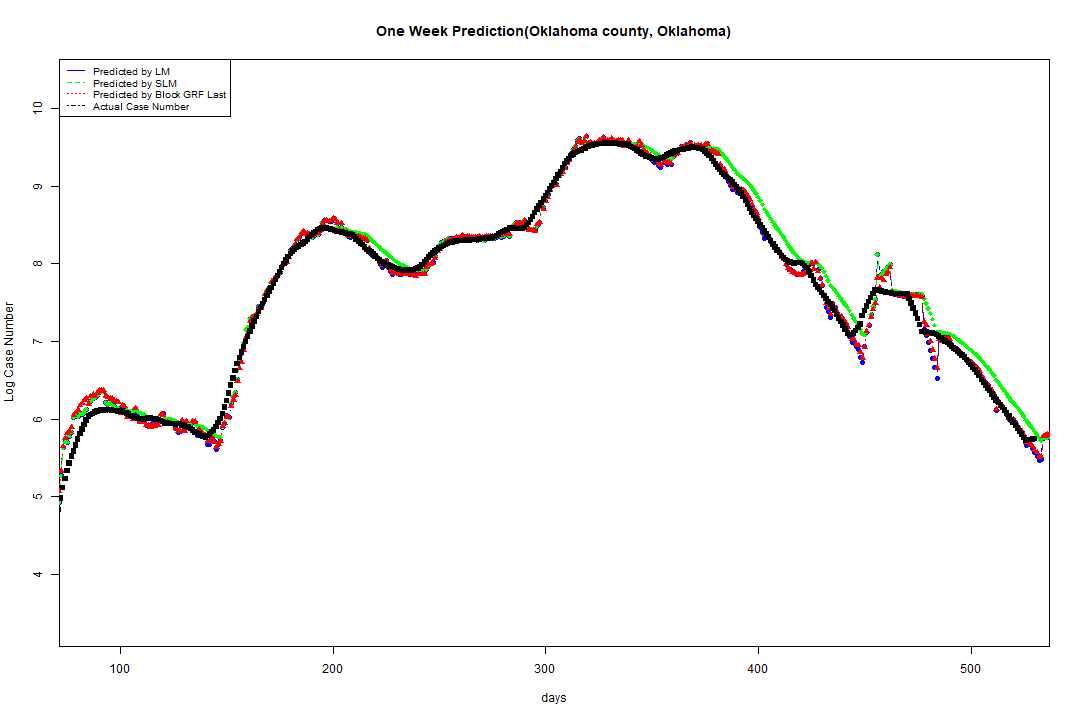 One Week Prediction(Oklahoma county, Oklahoma)
Predicted by LM
Predicted by SLM
Predicted by Block GRF Last
Actual Case Number
Log Case Number
10
9
8
7
6
5
4
100 200 300 400 500
days